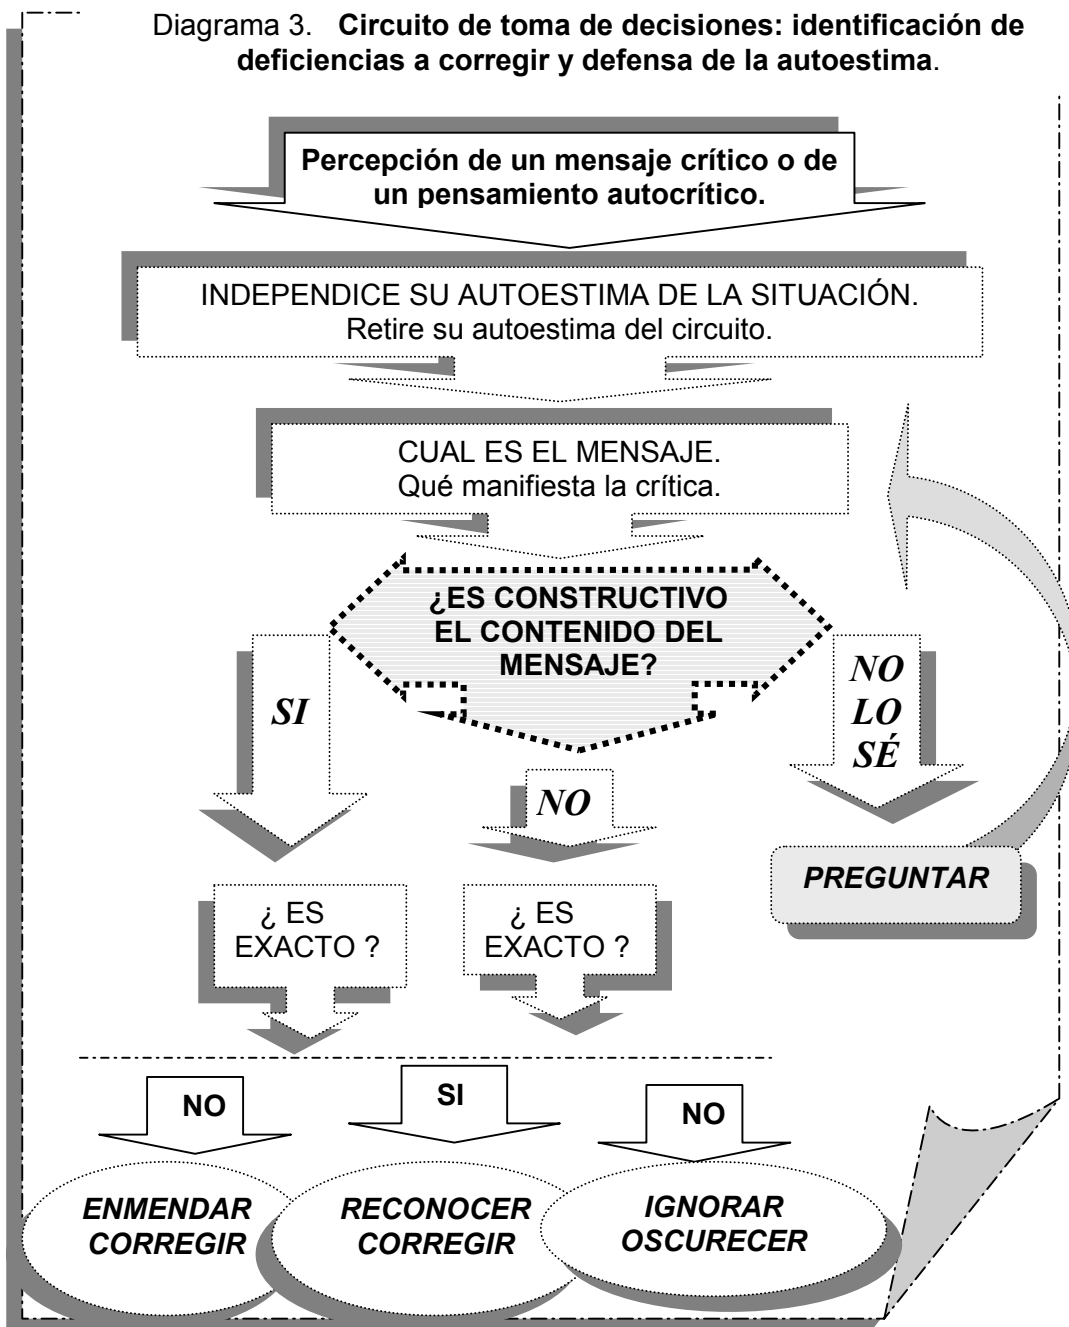 Diagrama 3. Circuito de toma de decisiones: identificación de
deficiencias a corregir y defensa de la autoestima.
Percepción de un mensaje crítico o de
un pensamiento autocrítico.
INDEPENDICE SU AUTOESTIMA DE LA SITUACIÓN.
Retire su autoestima del circuito.
CUAL ES EL MENSAJE.
Qué manifiesta la crítica.
¿ES CONSTRUCTIVO
EL CONTENIDO DEL
MENSAJE?
SI
NO
NO
LO
SÉ
PREGUNTAR
¿ ES
EXACTO ?
¿ ES
EXACTO ?
NO
SI
NO
ENMENDAR
CORREGIR
RECONOCER
CORREGIR
IGNORAR
OSCURECER